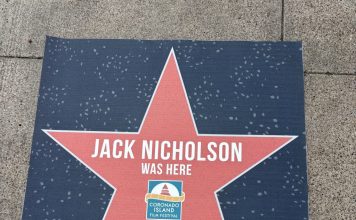 JACK NICHOLSON
WAS HERE
CORONADO
ISLAND
FILM FESTIVAL